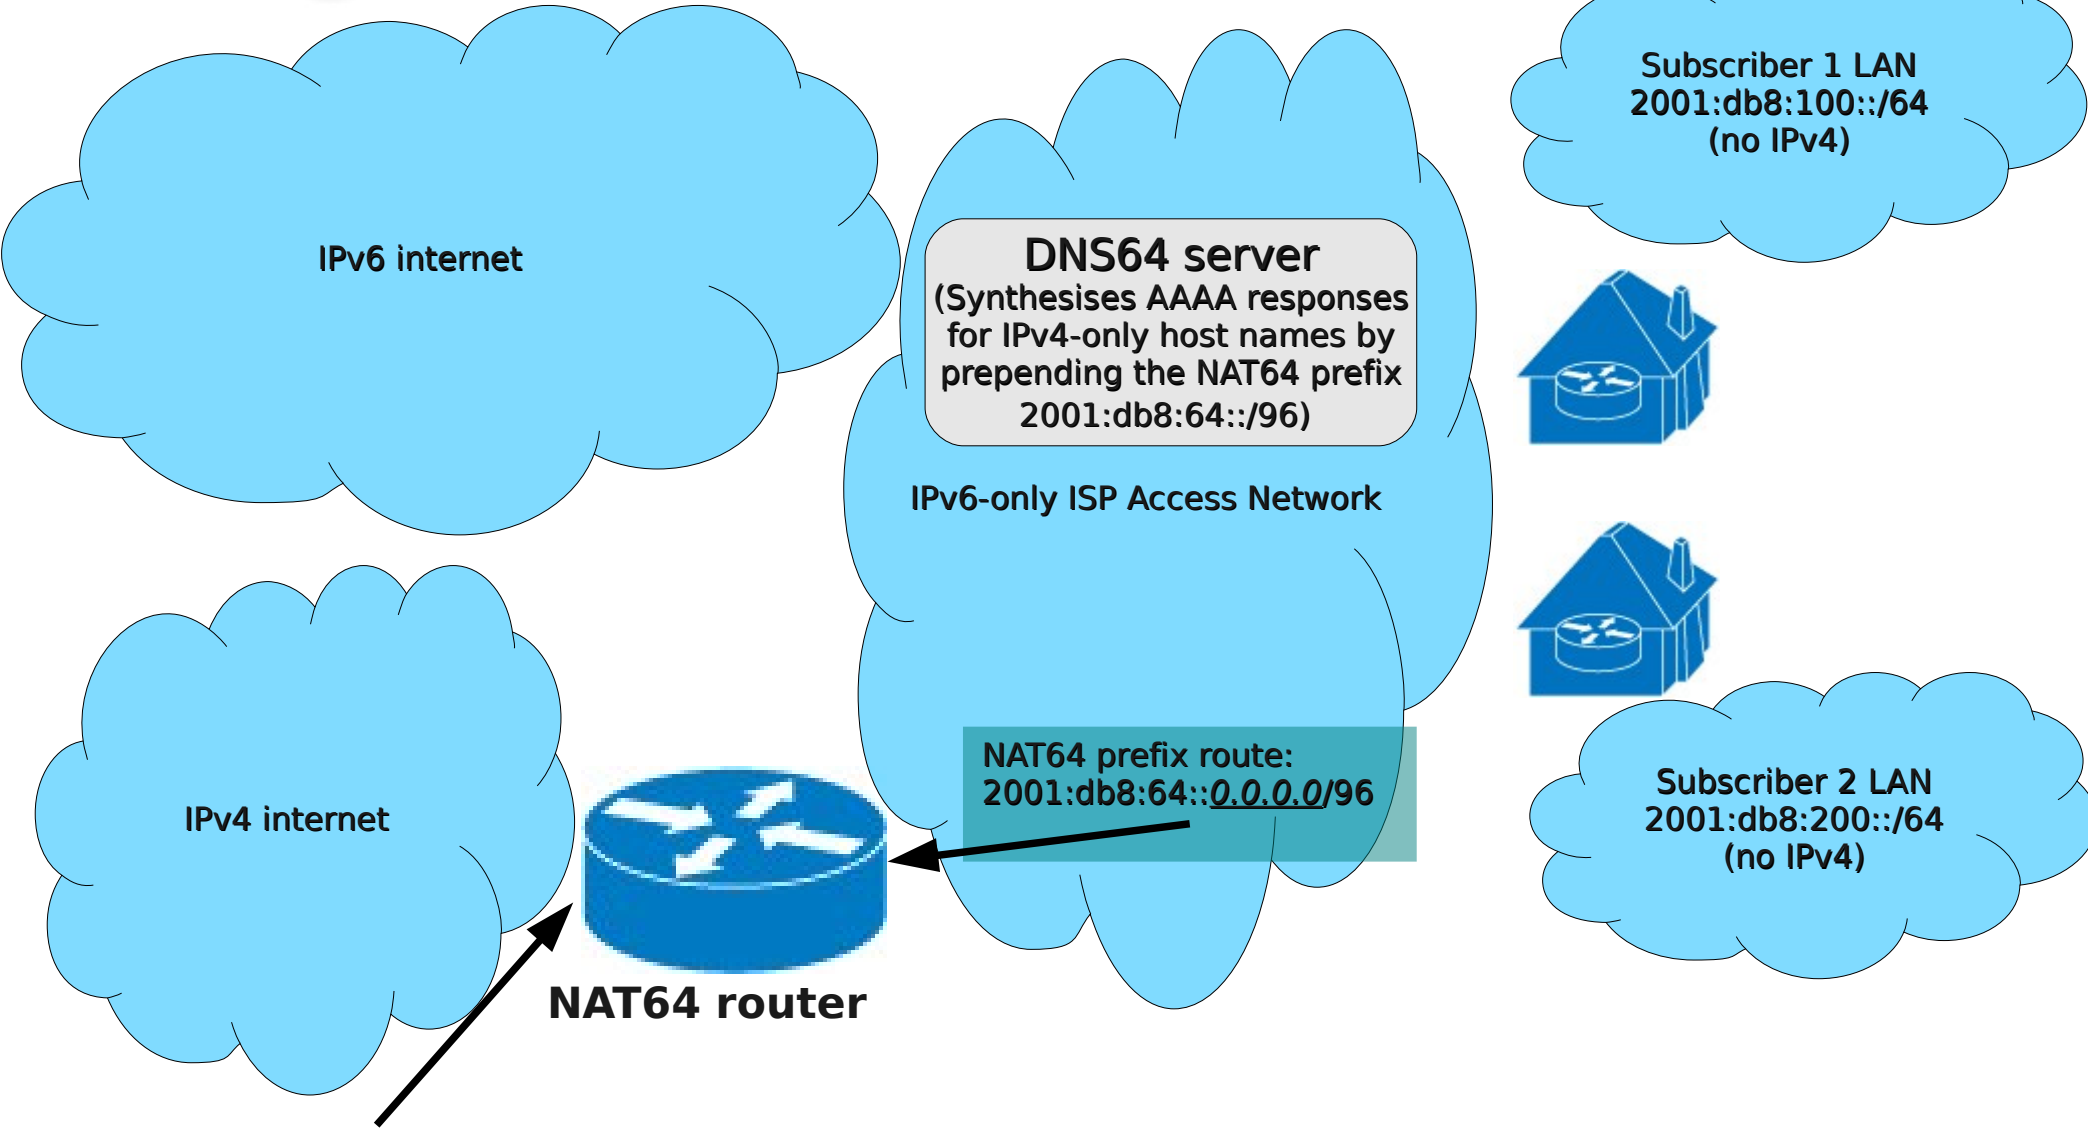 Subscriber 1 LAN
2001:db8:100::/64
(no IPv4)
IPv6 internet
DNS64 server
(Synthesises AAAA responses
for IPv4-only host names by
prepending the NAT64 prefix
2001:db8:64::/96)
IPv6-only ISP Access Network
NAT64 prefix route:
2001:db8:64::0.0.0.0/96
Subscriber 2 LAN
2001:db8:200::/64
(no IPv4)
IPv4 internet
NAT64 router